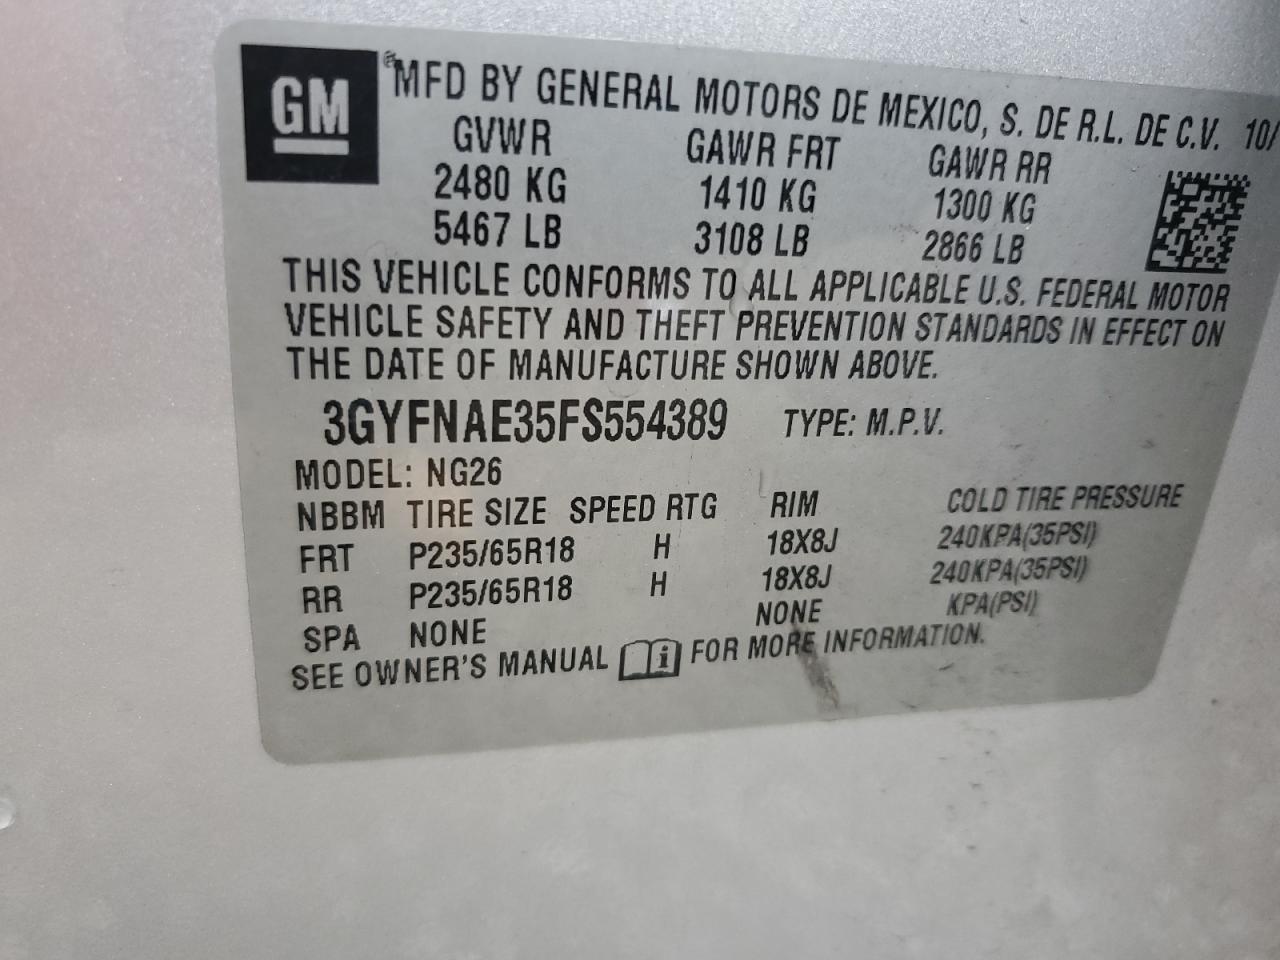 GM
® MFD BY GENERAL MOTORS DE MEXICO, S. DE R.L. DE C.V. 10/
GVWR GAWR FRT GAWR RR
2480 KG 1410 KG 1300 KG
5467 LB 3108 LB 2866 LB
THIS VEHICLE CONFORMS TO ALL APPLICABLE U.S. FEDERAL MOTOR
VEHICLE SAFETY AND THEFT PREVENTION STANDARDS IN EFFECT ON
THE DATE OF MANUFACTURE SHOWN ABOVE.
3GYFNAE35FS554389 TYPE: M.P.V.
MODEL: NG26
NBBM TIRE SIZE SPEED RTG RIM COLD TIRE PRESSURE
FRT P235/65R18 H 18X8J 240KPA(35PSI)
RR P235/65R18 H 18X8J 240KPA(35PSI)
SPA NONE NONE KPA(PSI)
SEE OWNER'S MANUAL i FOR MORE INFORMATION.